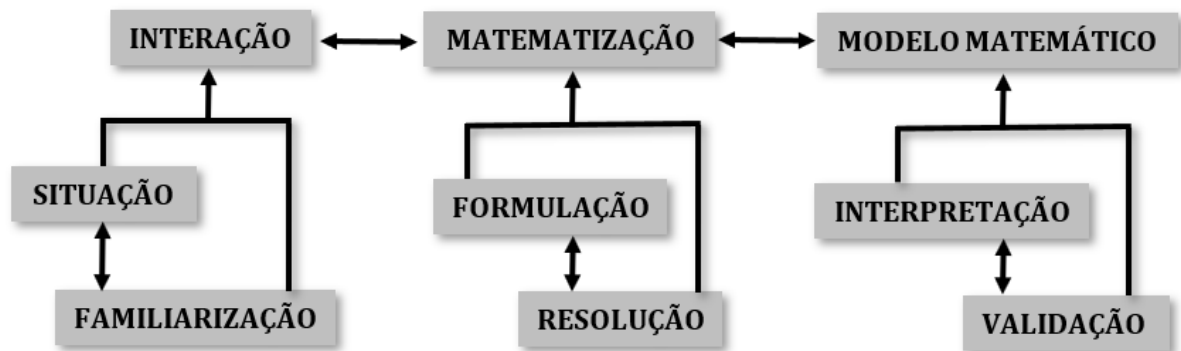 INTERAÇÃO
MATEMATIZAÇÃO
MODELO MATEMÁTICO
SITUAÇÃO
FORMULAÇÃO
INTERPRETAÇÃO
FAMILIARIZAÇÃO
RESOLUÇÃO
VALIDAÇÃO